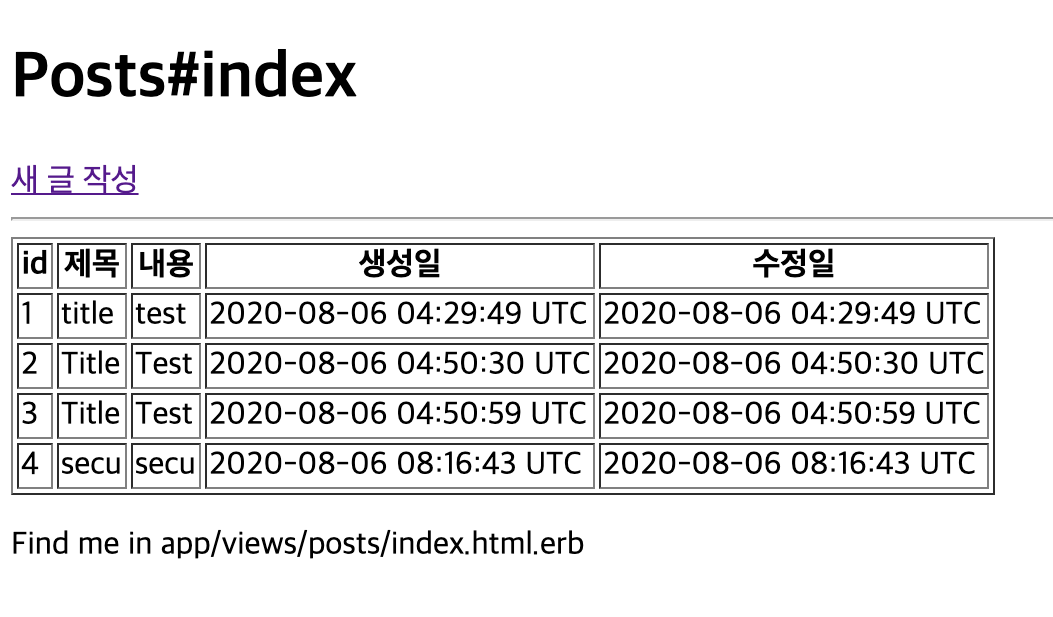 Posts#index
새 글 작성
id 제목 내용 생성일 수정일
1 title test 2020-08-06 04:29:49 UTC 2020-08-06 04:29:49 UTC
2 Title Test 2020-08-06 04:50:30 UTC 2020-08-06 04:50:30 UTC
3 Title Test 2020-08-06 04:50:59 UTC 2020-08-06 04:50:59 UTC
4 secu secu 2020-08-06 08:16:43 UTC 2020-08-06 08:16:43 UTC
Find me in app/views/posts/index.html.erb